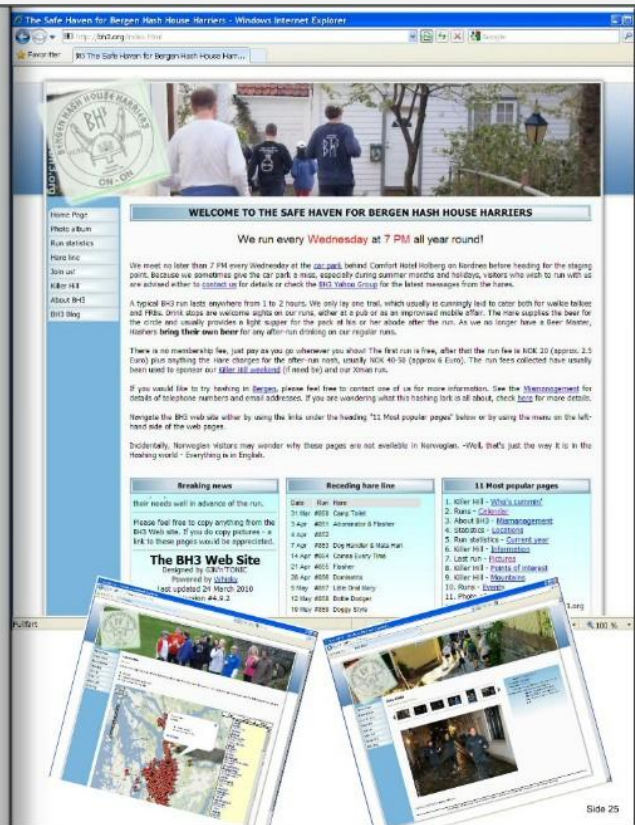 The Safe Haven for Bergen Hash House Harriers - Windows Internet Explorer
http://bh3.org/index.html
Google
Favoritter
The Safe Haven for Bergen Hash House Harr...
BERGEN HASH HOUSE HARRIERS
BH3
ON - ON
Home Page
Photo album
Run statistics
Hare line
Join us!
Killer Hill
About BH3
BH3 Blog
WELCOME TO THE SAFE HAVEN FOR BERGEN HASH HOUSE HARRIERS
We run every Wednesday at 7 PM all year round!
We meet no later than 7 PM every Wednesday at the car park behind Comfort Hotel Holberg on Nordnes before heading for the staging
point. Because we sometimes give the car park a miss, especially during summer months and holidays, visitors who wish to run with us
are advised either to contact us for details or check the BH3 Yahoo Group for the latest messages from the hares.
A typical BH3 run lasts anywhere from 1 to 2 hours. We only lay one trail, which usually is cunningly laid to cater both for walkie talkies
and FRBs. Drink stops are welcome sights on our runs, either at a pub or as an improvised mobile affair. The Hare supplies the beer for
the circle and usually provides a light supper for the pack at his or her abode after the run. As we no longer have a Beer Master,
Hashers bring their own beer for any after-run drinking on our regular runs.
There is no membership fee, just pay as you go whenever you show! The first run is free, after that the run fee is NOK 20 (approx. 2.5
Euro) plus anything the Hare charges for the after-run nosh, usually NOK 40-50 (approx 6 Euro). The run fees collected have usually
been used to sponsor our Killer Hill weekend (if need be) and our Xmas run.
If you would like to try hashing in Bergen, please feel free to contact one of us for more information. See the Mismanagement for
details of telephone numbers and email addresses. If you are wondering what this hashing lark is all about, check here for more details.
Navigate the BH3 web site either by using the links under the heading "11 Most popular pages" below or by using the menu on the left-
hand side of the web pages.
Incidentally, Norwegian visitors may wonder why these pages are not available in Norwegian. -Well, that's just the way it is in the
Hashing world - Everything is in English.
Breaking news
their needs well in advance of the run.
Please feel free to copy anything from the
BH3 Web site. If you do copy pictures - a
link to these pages would be appreciated.
The BH3 Web Site
Designed by GIN'n'TONIC
Powered by Whisky
last updated 24 March 2010
Version #4.9.2
Receding hare line
Date Run Hare
31 Mar #850 Camp Toilet
3 Apr #851 Abominator & Flasher
4 Apr #852
7 Apr #853 Dog Handler & Mata Hari
14 Apr #854 Comes Every Time
21 Apr #855 Flasher
28 Apr #856 Dominatrix
5 May #857 Little Oral Mary
12 May #858 Bottle Dodger
19 May #859 Doggy Style
11 Most popular pages
1. Killer Hill - Who's cummin'
2. Runs - Calendar
3. About BH3 - Mismanagement
4. Statistics - Locations
5. Run statistics - Current year
6. Killer Hill - Information
7. Last run - Pictures
8. Killer Hill - Points of interest
9. Killer Hill - Mountains
10. Runs - Events
11. Photo
Fullført
100 %
Side 25